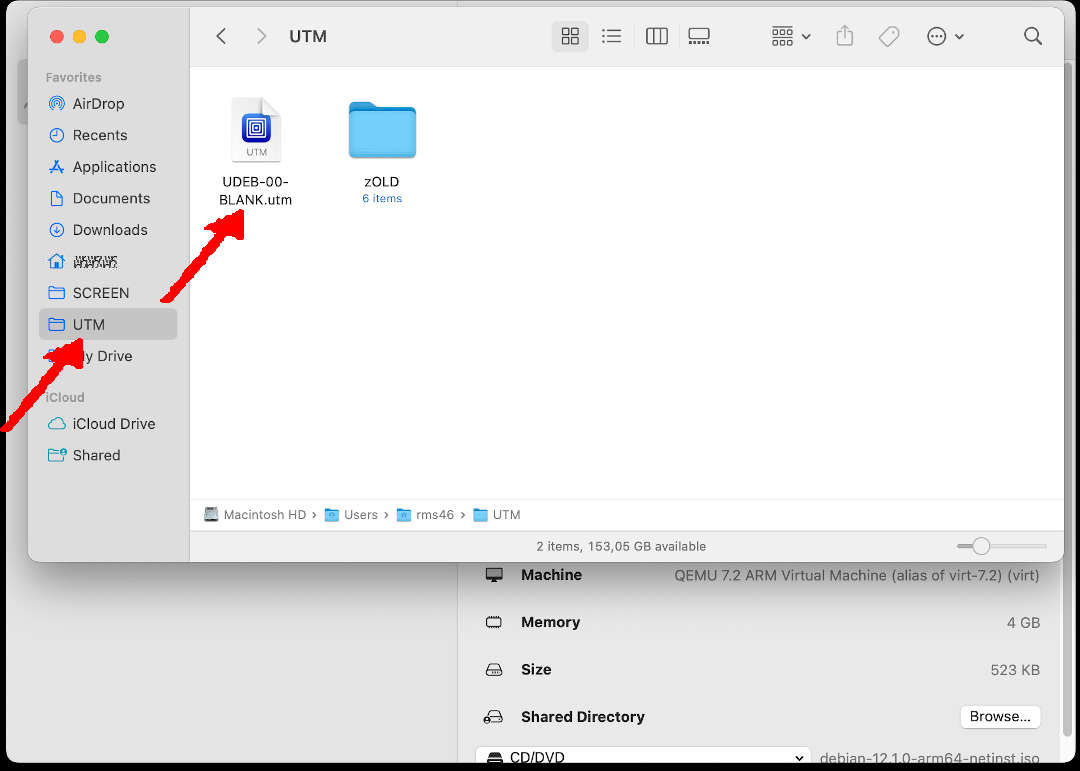 UTM
Favorites
AirDrop
Recents
Applications
Documents
Downloads
SCREEN
UTM
y Drive
iCloud
iCloud Drive
Shared
UTM
UDEB-00-
BLANK.utm
zOLD
6 items
Macintosh HD › Users › rms46 › UTM
2 items, 153,05 GB available
Machine QEMU 7.2 ARM Virtual Machine (alias of virt-7.2) (virt)
Memory 4 GB
Size 523 KB
Shared Directory Browse...
CD/DVD debian-12.1.0-arm64-netinst.iso